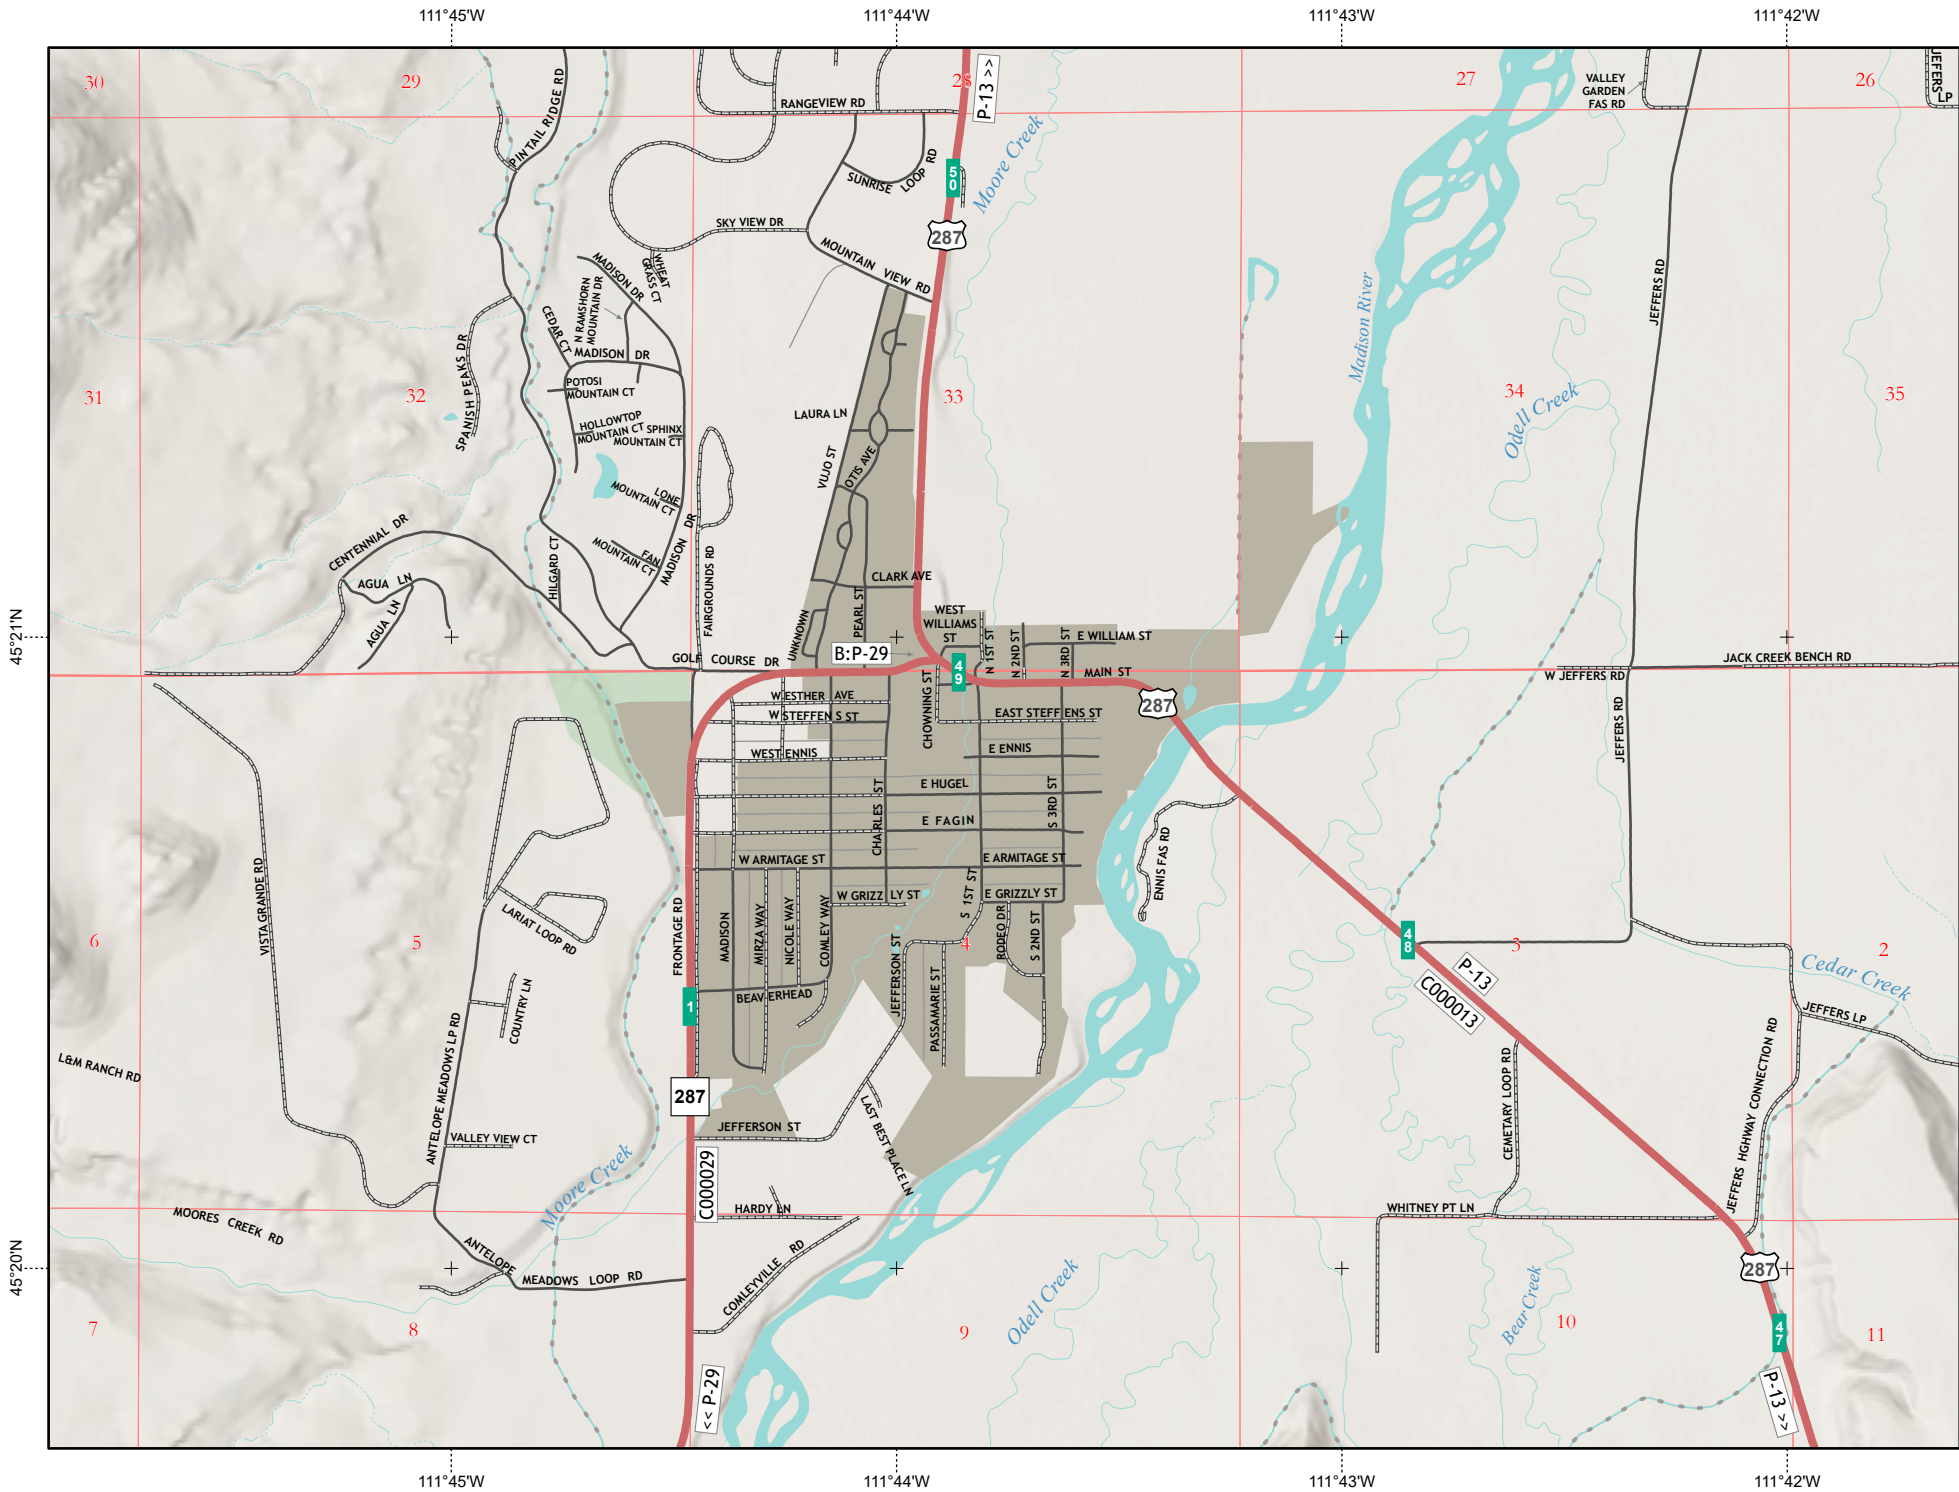 111°45'W
111°44'W
111°43'W
111°42'W
30
29
28
27
26
PINTAIL RIDGE RD
RANGEVIEW RD
P-13 >>
VALLEY
GARDEN
FAS RD
JEFFERS
LP
Moore Creek
SUNRISE LOOP RD
50
287
SKY VIEW DR
MOUNTAIN VIEW RD
WHEAT
GRASS CT
MADISON DR
N RAMSHORN
MOUNTAIN DR
CEDAR CT
MADISON DR
Madison River
JEFFERS RD
SPANISH PEAKS DR
POTOSI
MOUNTAIN CT
31
32
33
34
35
Odell Creek
HOLLOWTOP
MOUNTAIN CT
SPHINX
MOUNTAIN CT
LAURA LN
VUJO ST
OTIS AVE
LONE
MOUNTAIN CT
FAN
MOUNTAIN CT
MADISON DR
FAIRGROUNDS RD
CENTENNIAL DR
AGUA LN
AGUA LN
HILGARD CT
CLARK AVE
PEARL ST
UNKNOWN
WEST
WILLIAMS
ST
N 1ST ST
N 2ND ST
N 3RD ST
E WILLIAM ST
45°21'N
B:P-29
GOLF COURSE DR
49
MAIN ST
287
JACK CREEK BENCH RD
W JEFFERS RD
JEFFERS RD
W ESTHER AVE
W STEFFENS ST
CHOWNING ST
EAST STEFFENS ST
WEST ENNIS
E ENNIS
E HUGEL
CHARLES ST
S 3RD ST
E FAGIN
W ARMITAGE ST
E ARMITAGE ST
W GRIZZLY ST
E GRIZZLY ST
S 1ST ST
ENNIS FAS RD
VISTA GRANDE RD
LARIAT LOOP RD
FRONTAGE RD
MADISON
MIRZA WAY
NICOLE WAY
COMLEY WAY
JEFFERSON ST
PASSAMARIE ST
RODEO DR
S 2ND ST
6
5
4
3
2
48
P-13
C000013
Cedar Creek
JEFFERS LP
BEAVERHEAD
1
COUNTRY LN
ANTELOPE MEADOWS LP RD
L&M RANCH RD
287
CEMETARY LOOP RD
JEFFERS HGHWAY CONNECTION RD
VALLEY VIEW CT
JEFFERSON ST
LAST BEST PLACE LN
Moore Creek
C000029
HARDY LN
WHITNEY PT LN
MOORES CREEK RD
ANTELOPE
MEADOWS LOOP RD
COMLEYVILLE RD
Odell Creek
Bear Creek
287
45°20'N
7
8
9
10
11
47
<< P-29
P-13 >>
111°45'W
111°44'W
111°43'W
111°42'W